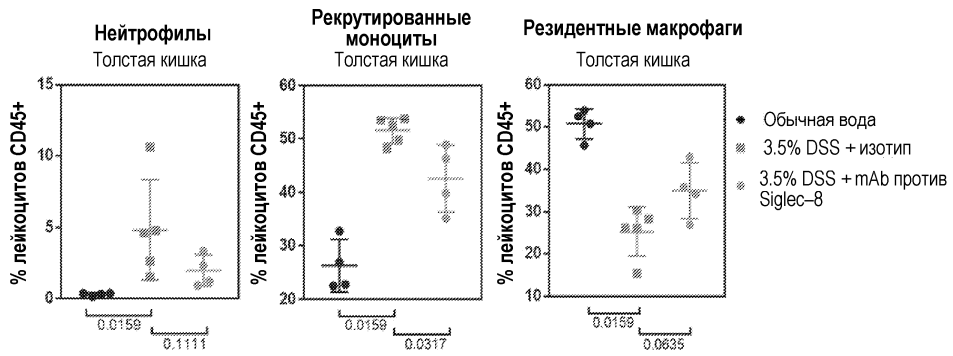 Нейтрофилы
Толстая кишка
% лейкоцитов CD45+
15
10
5
0
0.0159
0.1111
Рекрутированные
моноциты
Толстая кишка
% лейкоцитов CD45+
60
50
40
30
20
0.0159
0.0317
Резидентные макрофаги
Толстая кишка
% лейкоцитов CD45+
60
50
40
30
20
10
0.0159
0.0635
Обычная вода
3.5% DSS + изотип
3.5% DSS + mAb против
Siglec–8